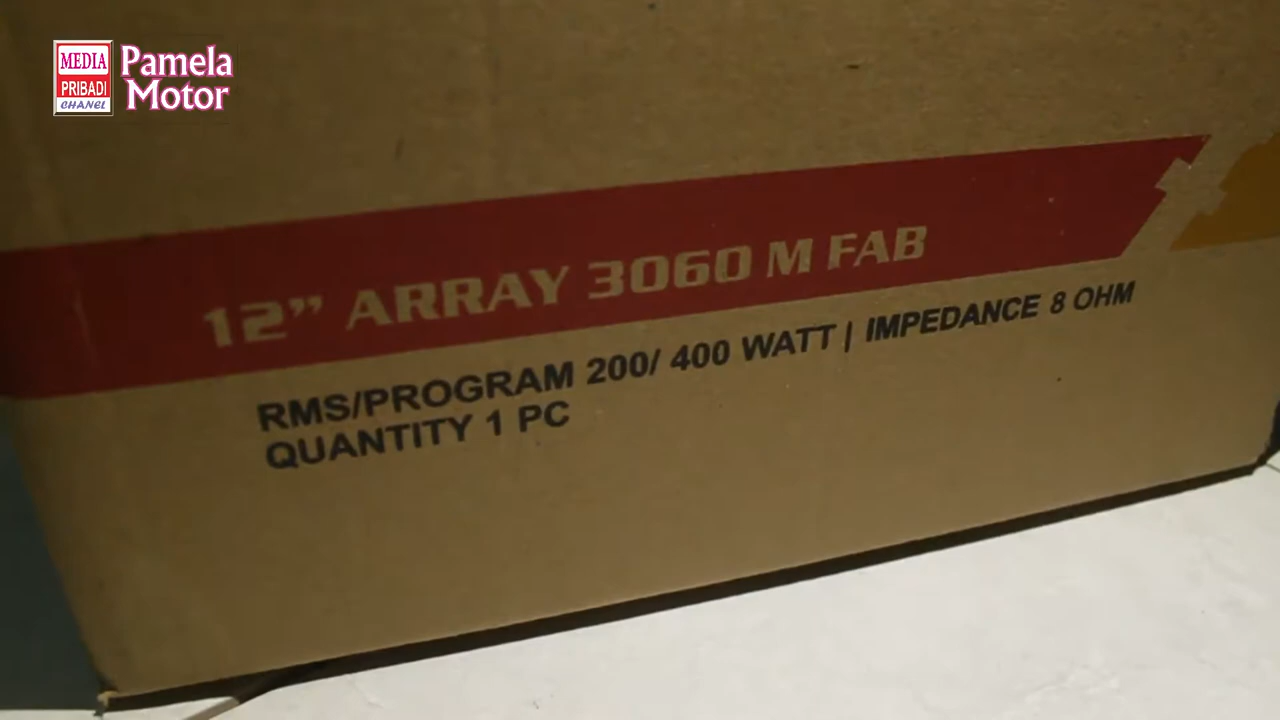 MEDIA
PRIBADI
CHANEL
Pamela
Motor
12” ARRAY 3060 M FAB
RMS/PROGRAM 200/ 400 WATT | IMPEDANCE 8 OHM
QUANTITY 1 PC